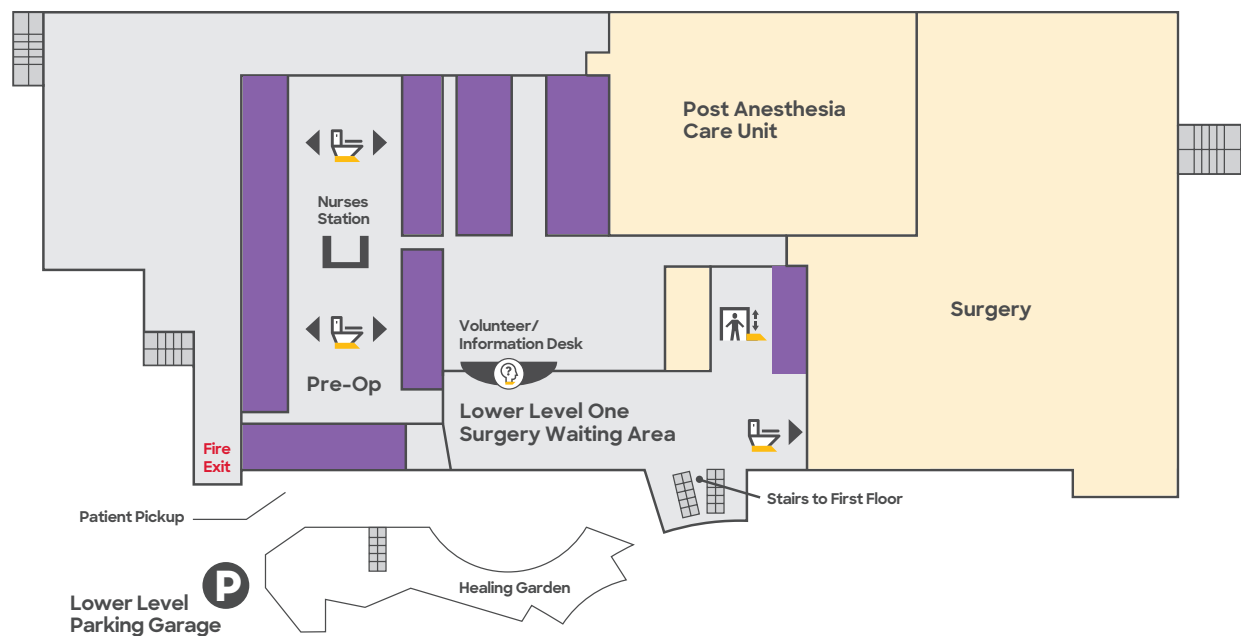 Post Anesthesia
Care Unit
Nurses
Station
Surgery
Volunteer/
Information Desk
?
Pre-Op
Lower Level One
Surgery Waiting Area
Fire
Exit
Stairs to First Floor
Patient Pickup
Healing Garden
P
Lower Level
Parking Garage